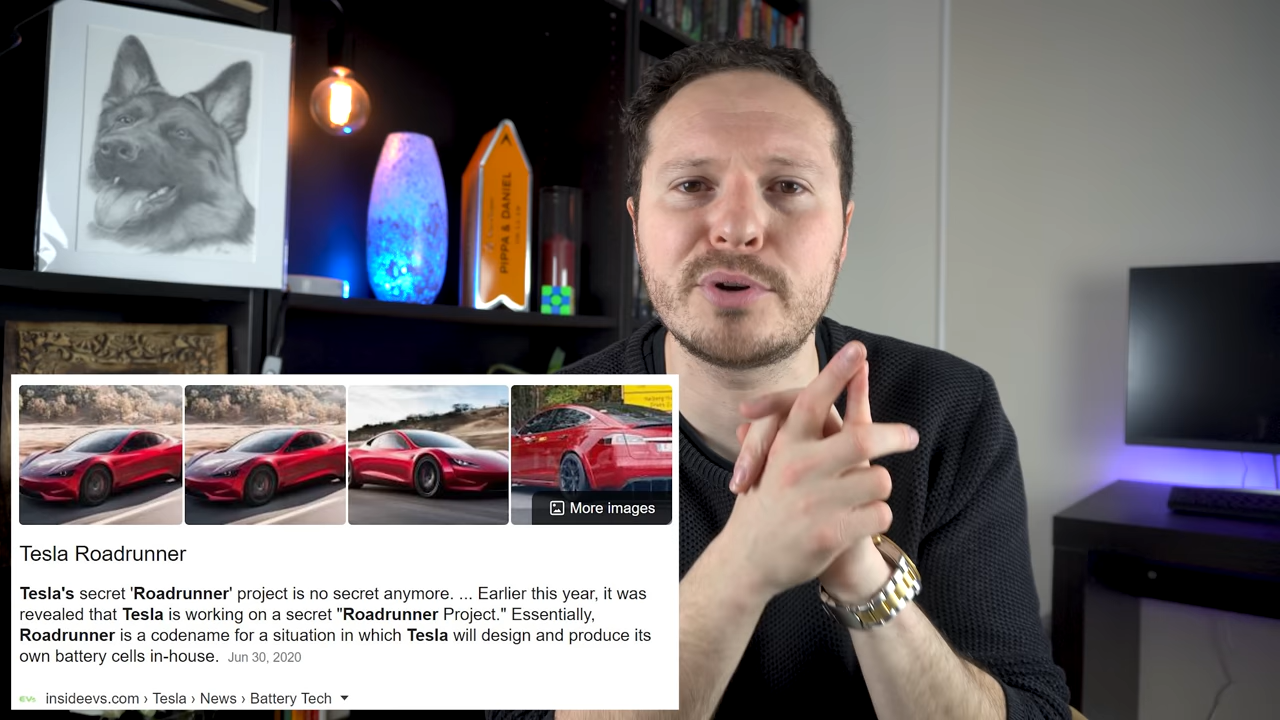 PIPPA & DANIEL
More images
Tesla Roadrunner
Tesla's secret 'Roadrunner' project is no secret anymore. ... Earlier this year, it was
revealed that Tesla is working on a secret "Roadrunner Project." Essentially,
Roadrunner is a codename for a situation in which Tesla will design and produce its
own battery cells in-house. Jun 30, 2020
EVs insideevs.com › Tesla › News › Battery Tech